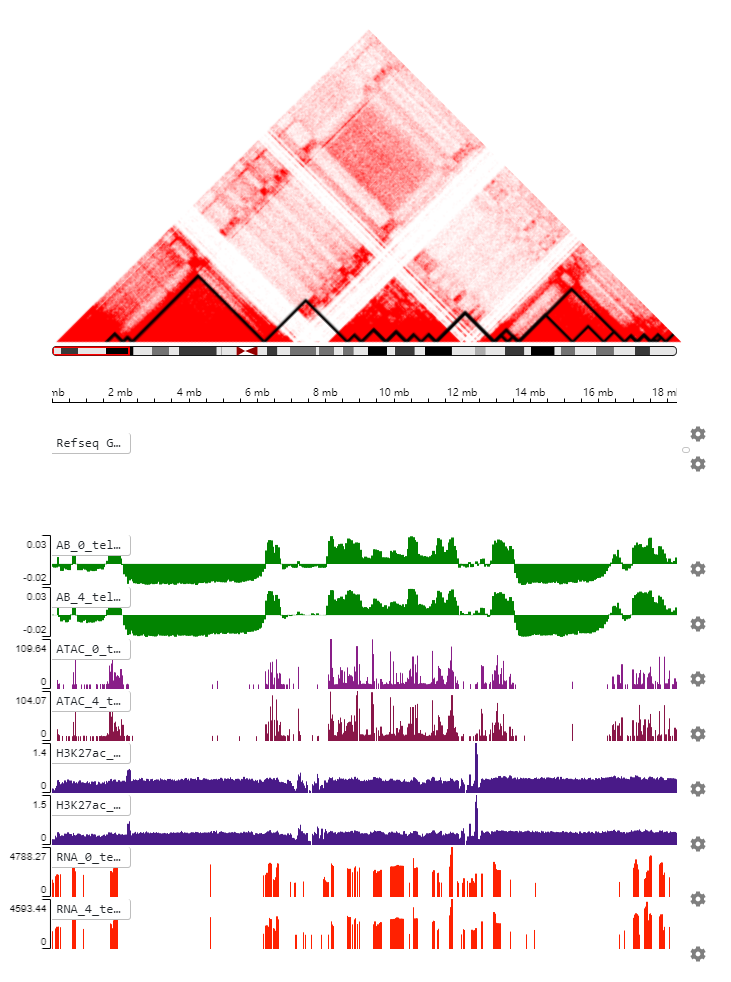 mb 2 mb 4 mb 6 mb 8 mb 10 mb 12 mb 14 mb 16 mb 18 m
Refseq G…
0.03 AB_0_tel…
-0.02
0.03 AB_4_tel…
-0.02
109.64 ATAC_0_t…
0
104.07 ATAC_4_t…
0
1.4 H3K27ac_…
0
1.5 H3K27ac_…
0
4788.27 RNA_0_te…
0
4593.44 RNA_4_te…
0